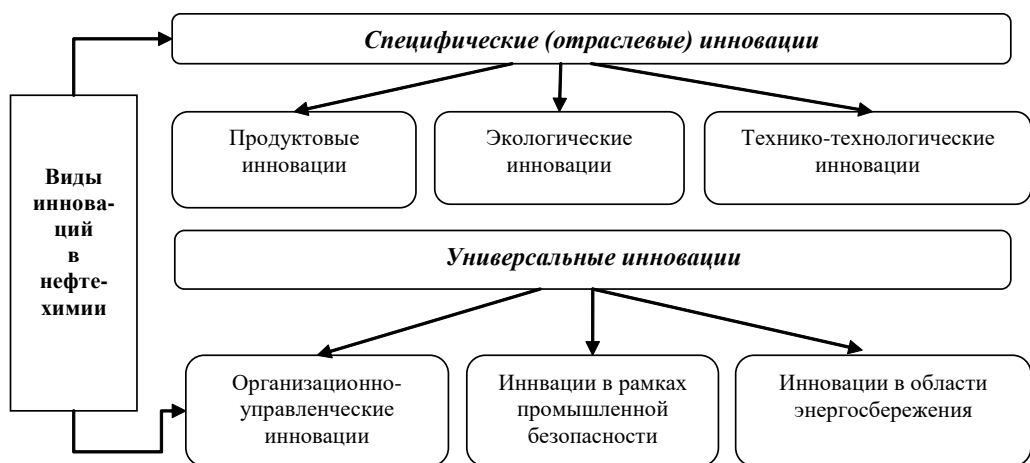 Специфические (отраслевые) инновации
Продуктовые
инновации
Экологические
инновации
Технико-технологические
инновации
Виды
иннова-
ций
в
нефте-
химии
Универсальные инновации
Организационно-
управленческие
инновации
Иннвации в рамках
промышленной
безопасности
Инновации в области
энергосбережения